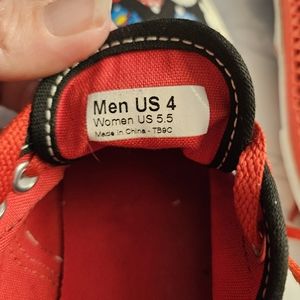 Men US 4
Women US 5.5
Made in China - TB9C